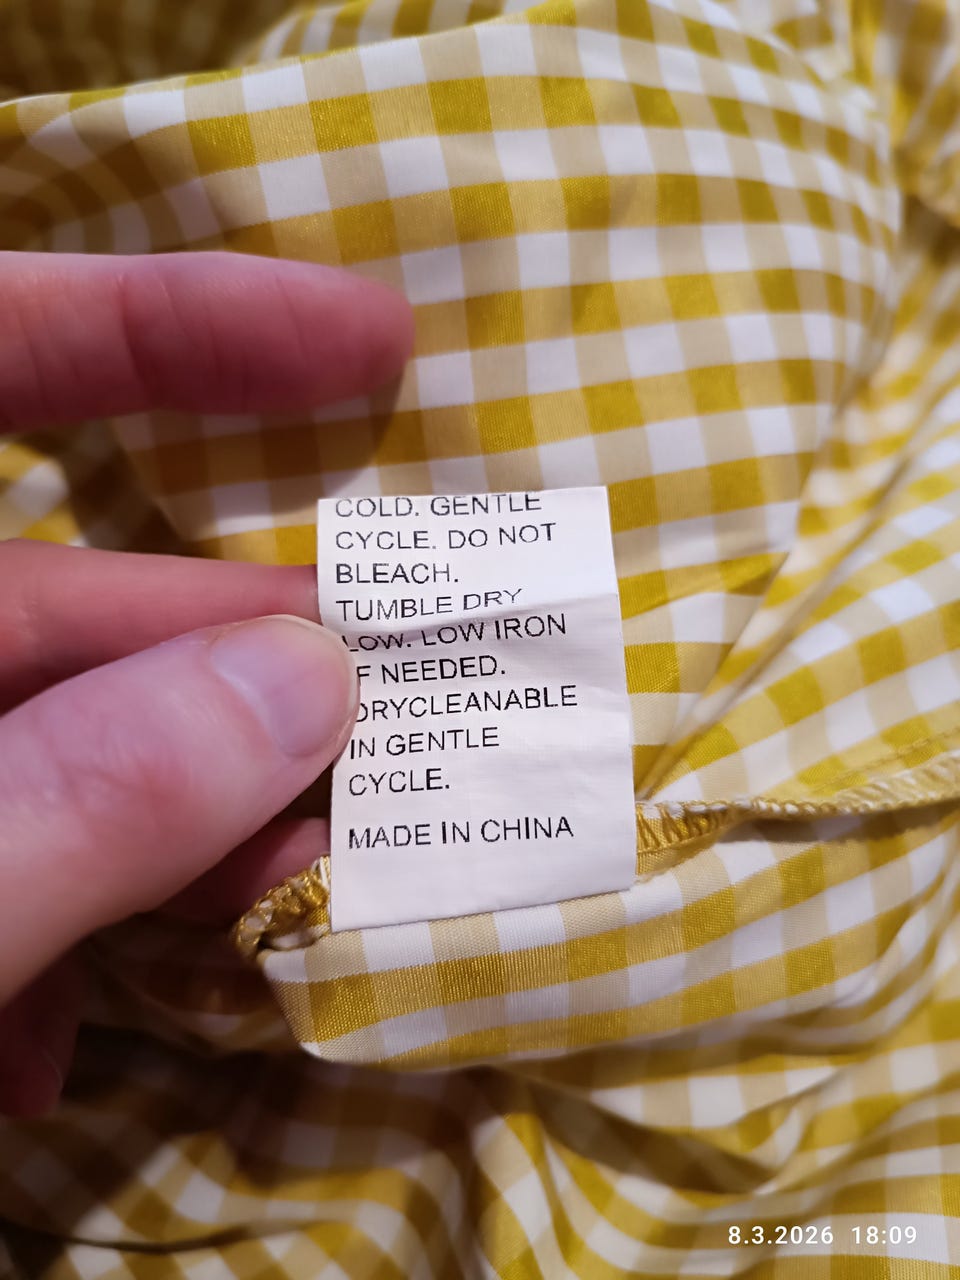 COLD. GENTLE
CYCLE. DO NOT
BLEACH.
TUMBLE DRY
LOW. LOW IRON
F NEEDED.
DRYCLEANABLE
IN GENTLE
CYCLE.
MADE IN CHINA
8.3.2026 18:09